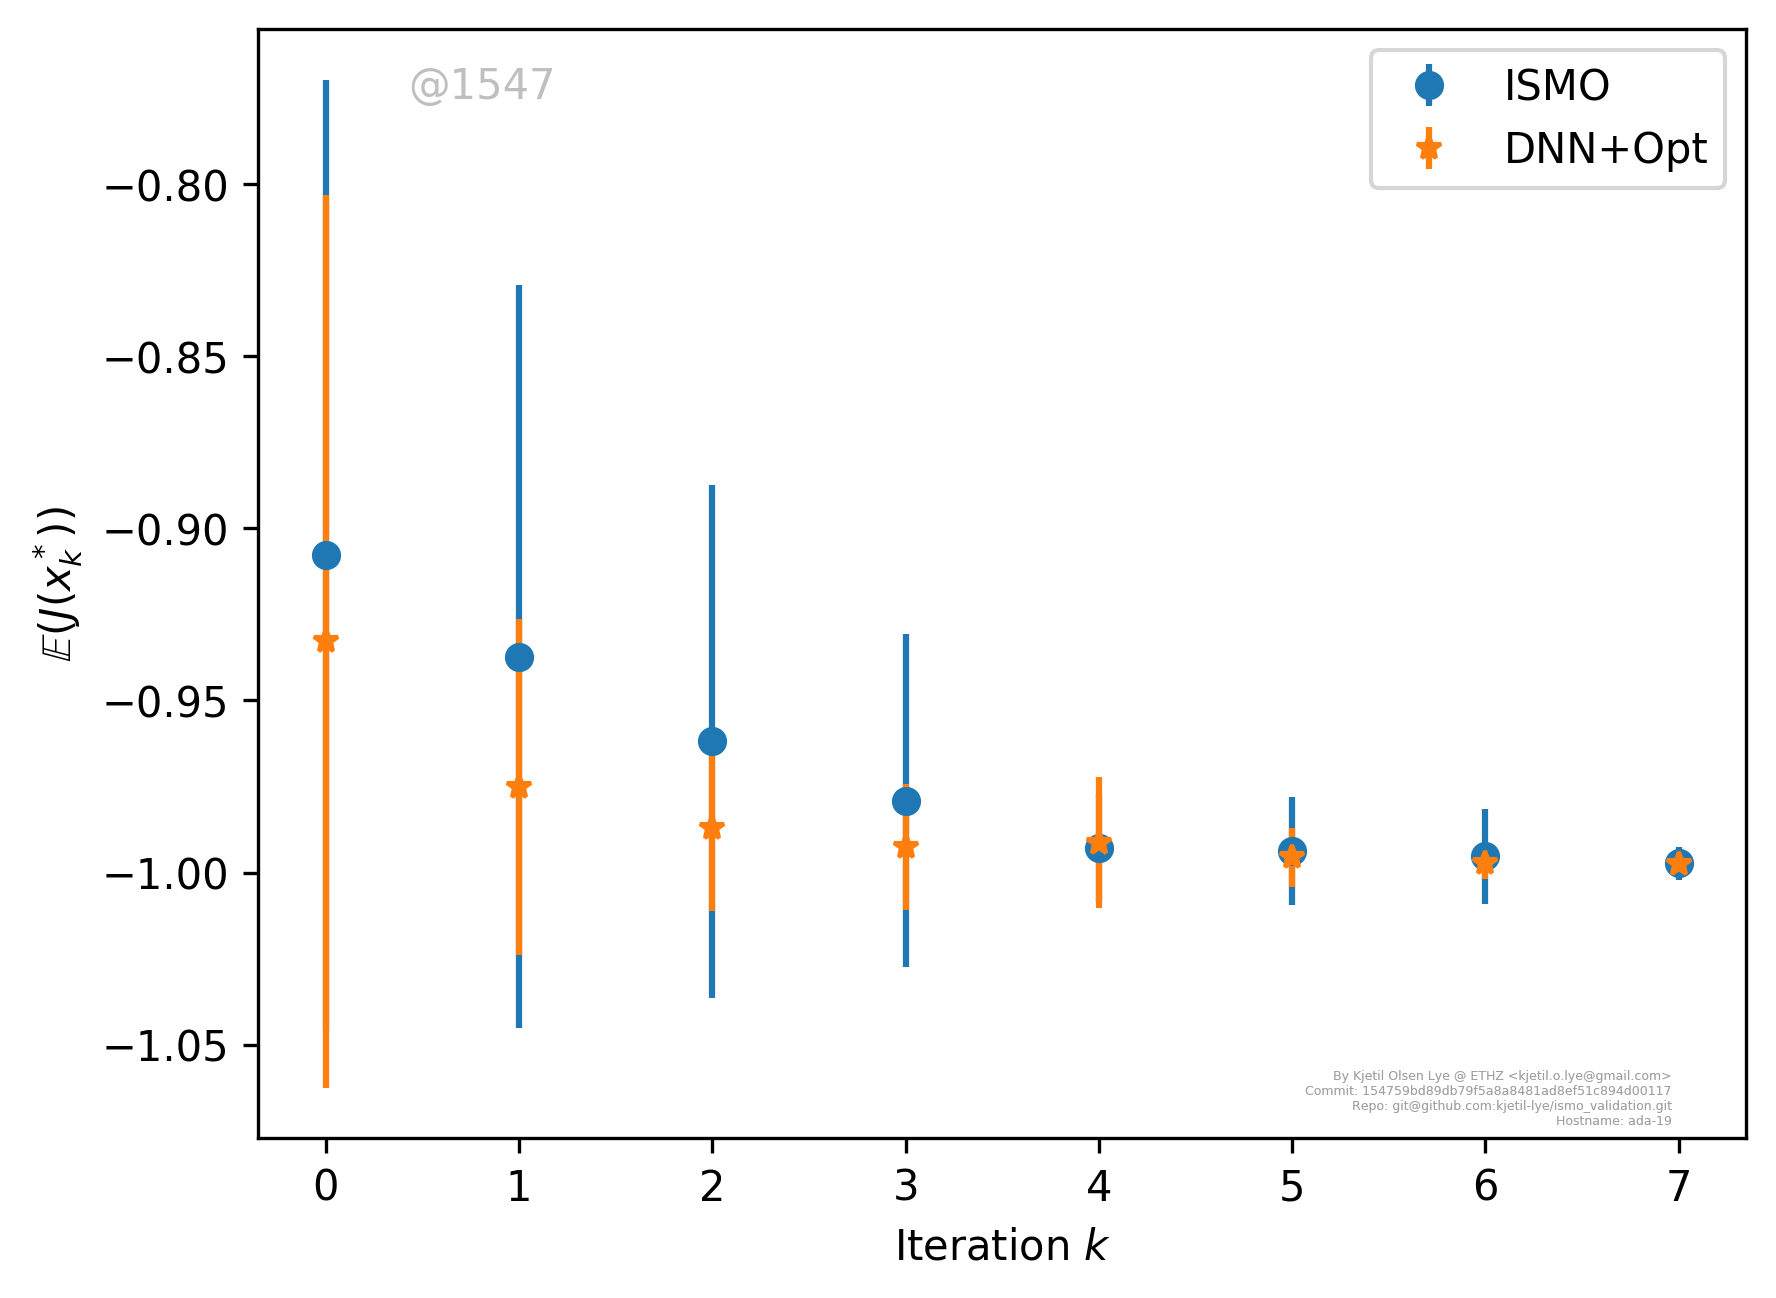 @1547
ISMO
DNN+Opt
−0.80
−0.85
−0.90
−0.95
−1.00
−1.05
𝔼(J(x*k))
By Kjetil Olsen Lye @ ETHZ <kjetil.o.lye@gmail.com>
Commit: 154759bd89db79f5a8a8481ad8ef51c894d00117
Repo: git@github.com:kjetil-lye/ismo_validation.git
Hostname: ada-19
0 1 2 3 4 5 6 7
Iteration k